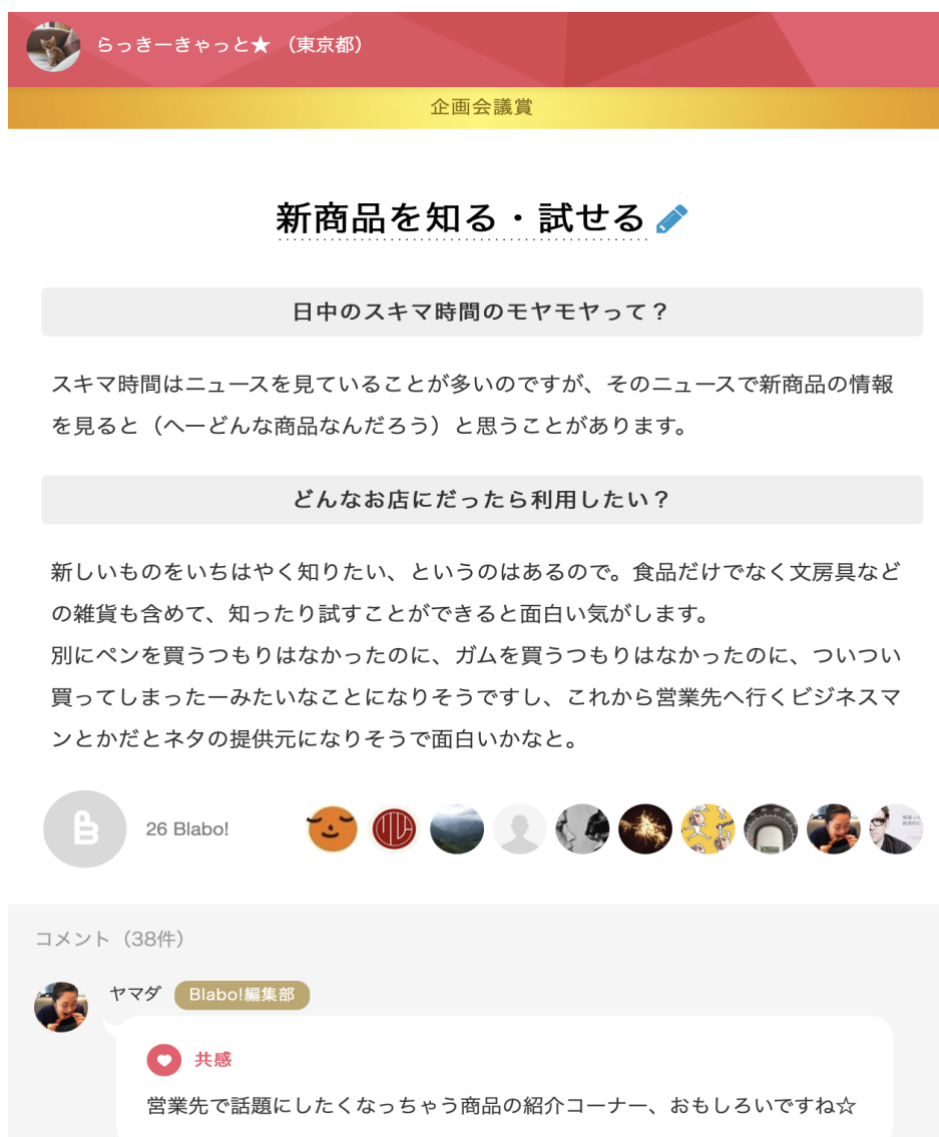 らっきーきゃっと★ （東京都）
企画会議賞
新商品を知る・試せる
日中のスキマ時間のモヤモヤって？
スキマ時間はニュースを見ていることが多いのですが、そのニュースで新商品の情報
を見ると（へーどんな商品なんだろう）と思うことがあります。
どんなお店にだったら利用したい？
新しいものをいちはやく知りたい、というのはあるので。食品だけでなく文房具など
の雑貨も含めて、知ったり試すことができると面白い気がします。
別にペンを買うつもりはなかったのに、ガムを買うつもりはなかったのに、ついつい
買ってしまったーみたいなことになりそうですし、これから営業先へ行くビジネスマ
ンとかだとネタの提供元になりそうで面白いかなと。
26 Blabo!
コメント（38件）
ヤマダ Blabo!編集部
共感
営業先で話題にしたくなっちゃう商品の紹介コーナー、おもしろいですね☆